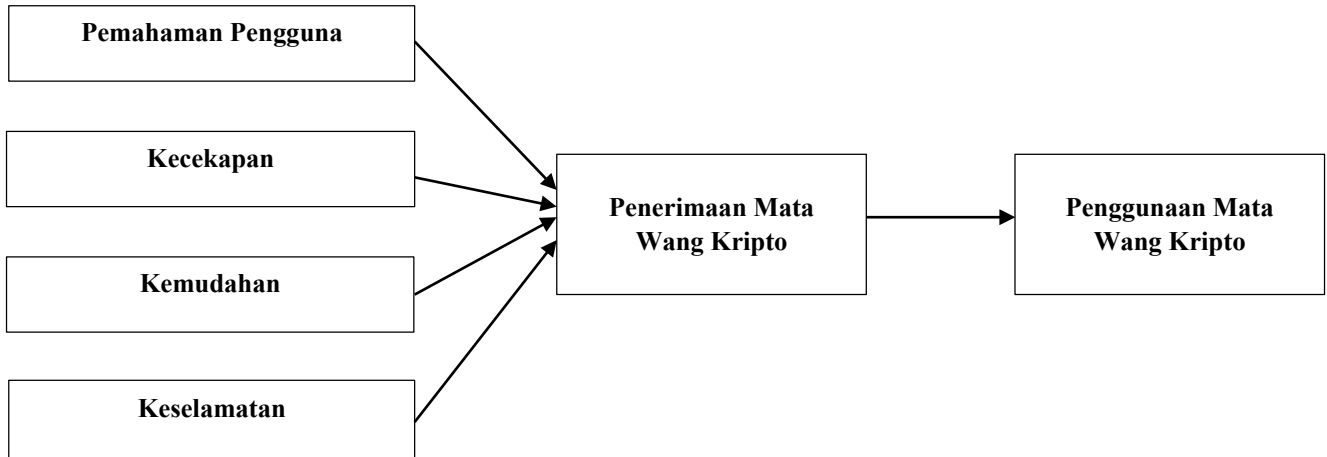 Pemahaman Pengguna
Kecekapan
Kemudahan
Keselamatan
Penerimaan Mata
Wang Kripto
Penggunaan Mata
Wang Kripto